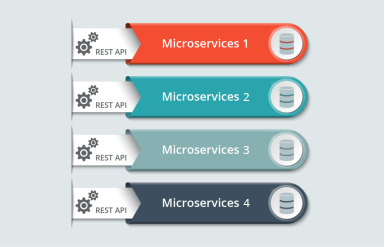 REST API
Microservices 1
REST API
Microservices 2
REST API
Microservices 3
REST API
Microservices 4